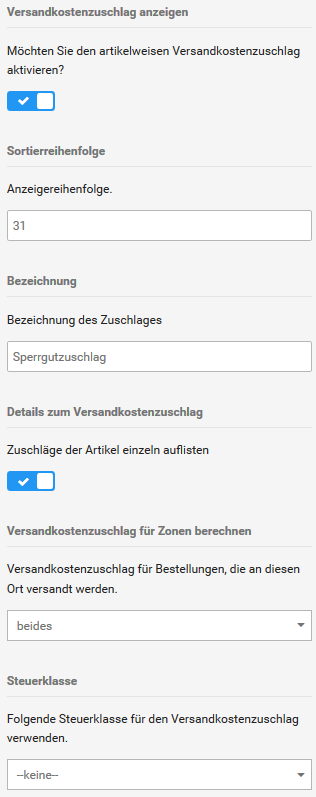 Versandkostenzuschlag anzeigen
Möchten Sie den artikelweisen Versandkostenzuschlag
aktivieren?
Sortierreihenfolge
Anzeigereihenfolge.
31
Bezeichnung
Bezeichnung des Zuschlages
Sperrgutzuschlag
Details zum Versandkostenzuschlag
Zuschläge der Artikel einzeln auflisten
Versandkostenzuschlag für Zonen berechnen
Versandkostenzuschlag für Bestellungen, die an diesen
Ort versandt werden.
beides
Steuerklasse
Folgende Steuerklasse für den Versandkostenzuschlag
verwenden.
--keine--